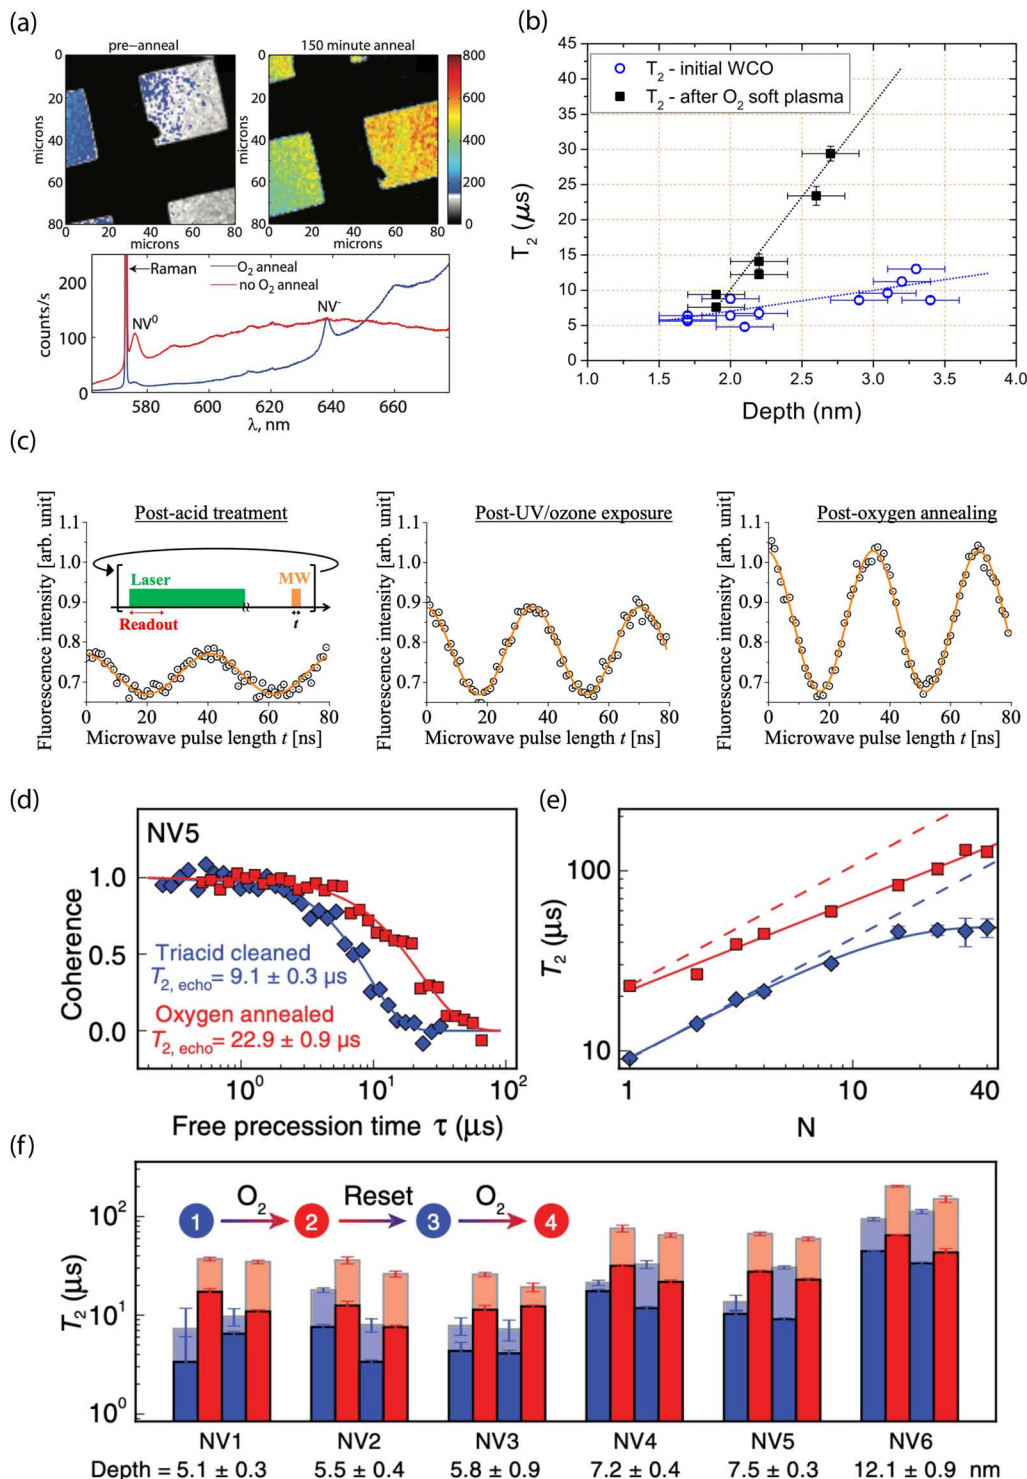 (a)
pre-anneal
150 minute anneal
0
20
40
60
80
microns
0 20 40 60 80
microns
0
20
40
60
80
microns
0 20 40 60 80
microns
800
600
400
200
0
counts/s
200
100
0
Raman
O2 anneal
no O2 anneal
NV0
NV-
580 600 620 640 660
λ, nm
(b)
45
40
35
30
25
20
15
10
5
0
T2 (μs)
T2 - initial WCO
T2 - after O2 soft plasma
1.0 1.5 2.0 2.5 3.0 3.5 4.0
Depth (nm)
(c)
Fluorescence intensity [arb. unit]
1.1
1.0
0.9
0.8
0.7
Post-acid treatment
Laser
MW
Readout
t
0 20 40 60 80
Microwave pulse length t [ns]
Fluorescence intensity [arb. unit]
1.1
1.0
0.9
0.8
0.7
Post-UV/ozone exposure
0 20 40 60 80
Microwave pulse length t [ns]
Fluorescence intensity [arb. unit]
1.1
1.0
0.9
0.8
0.7
Post-oxygen annealing
0 20 40 60 80
Microwave pulse length t [ns]
(d)
NV5
Coherence
1.0
0.5
0.0
Triacid cleaned
T2, echo= 9.1 ± 0.3 μs
Oxygen annealed
T2, echo= 22.9 ± 0.9 μs
10^0 10^1 10^2
Free precession time τ (μs)
(e)
T2 (μs)
100
10
1 10 40
N
(f)
T2 (μs)
10^2
10^1
10^0
O2 Reset O2
1 2 3 4
NV1 NV2 NV3 NV4 NV5 NV6
Depth = 5.1 ± 0.3 5.5 ± 0.4 5.8 ± 0.9 7.2 ± 0.4 7.5 ± 0.3 12.1 ± 0.9 nm